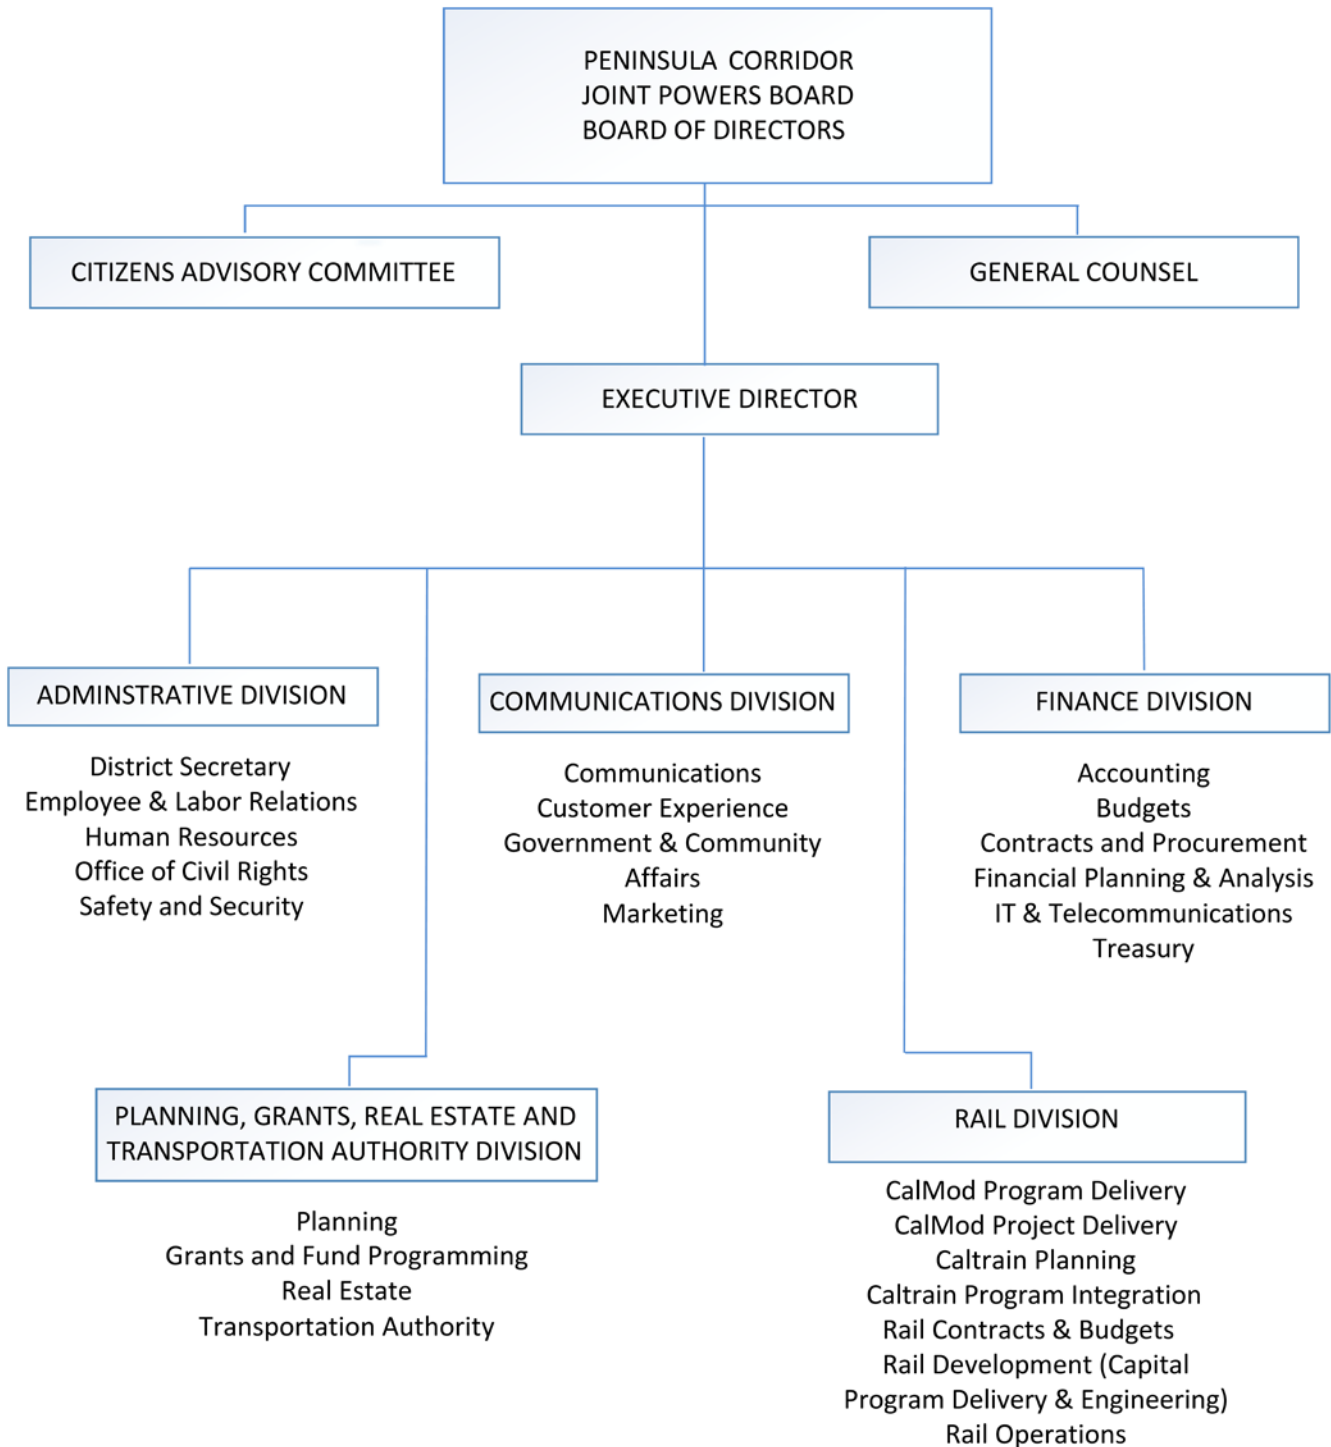 PENINSULA CORRIDOR
JOINT POWERS BOARD
BOARD OF DIRECTORS
CITIZENS ADVISORY COMMITTEE
GENERAL COUNSEL
EXECUTIVE DIRECTOR
ADMINSTRATIVE DIVISION
District Secretary
Employee & Labor Relations
Human Resources
Office of Civil Rights
Safety and Security
COMMUNICATIONS DIVISION
Communications
Customer Experience
Government & Community
Affairs
Marketing
FINANCE DIVISION
Accounting
Budgets
Contracts and Procurement
Financial Planning & Analysis
IT & Telecommunications
Treasury
PLANNING, GRANTS, REAL ESTATE AND
TRANSPORTATION AUTHORITY DIVISION
Planning
Grants and Fund Programming
Real Estate
Transportation Authority
RAIL DIVISION
CalMod Program Delivery
CalMod Project Delivery
Caltrain Planning
Caltrain Program Integration
Rail Contracts & Budgets
Rail Development (Capital
Program Delivery & Engineering)
Rail Operations